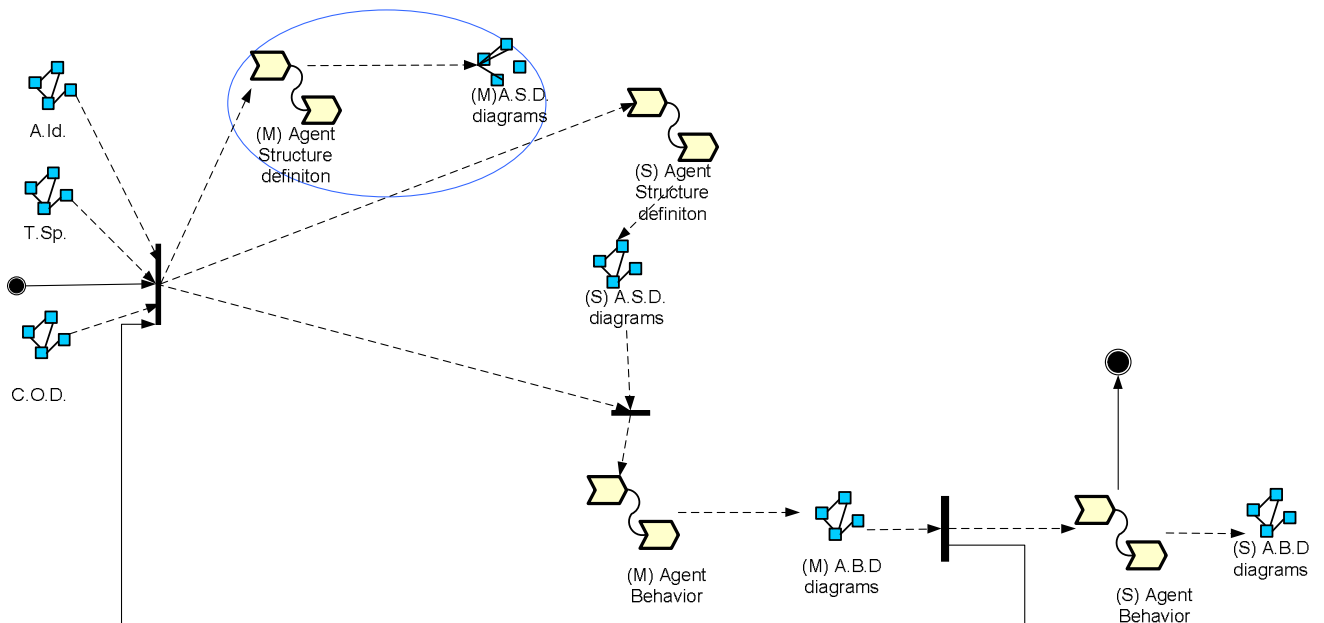 A.Id.
T.Sp.
C.O.D.
(M) Agent
Structure
definiton
(M)A.S.D.
diagrams
(S) Agent
Structure
definiton
(S) A.S.D.
diagrams
(M) Agent
Behavior
(M) A.B.D
diagrams
(S) Agent
Behavior
(S) A.B.D
diagrams